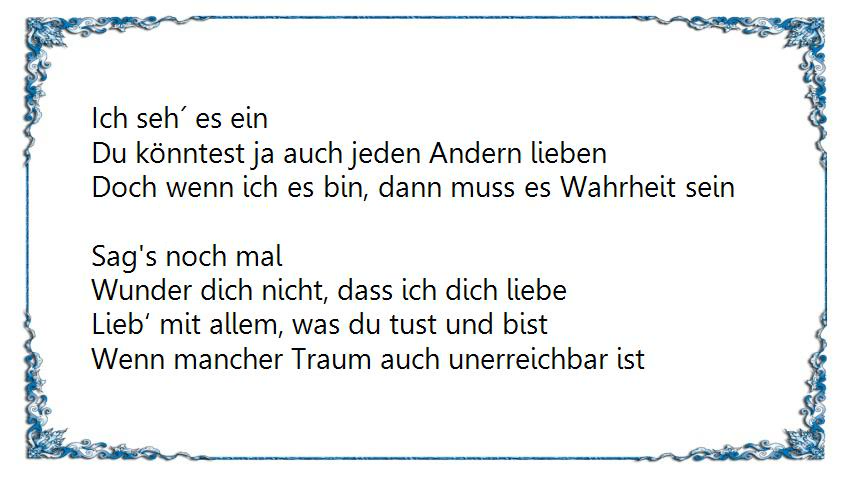 Ich seh´ es ein
Du könntest ja auch jeden Andern lieben
Doch wenn ich es bin, dann muss es Wahrheit sein

Sag's noch mal
Wunder dich nicht, dass ich dich liebe
Lieb‘ mit allem, was du tust und bist
Wenn mancher Traum auch unerreichbar ist